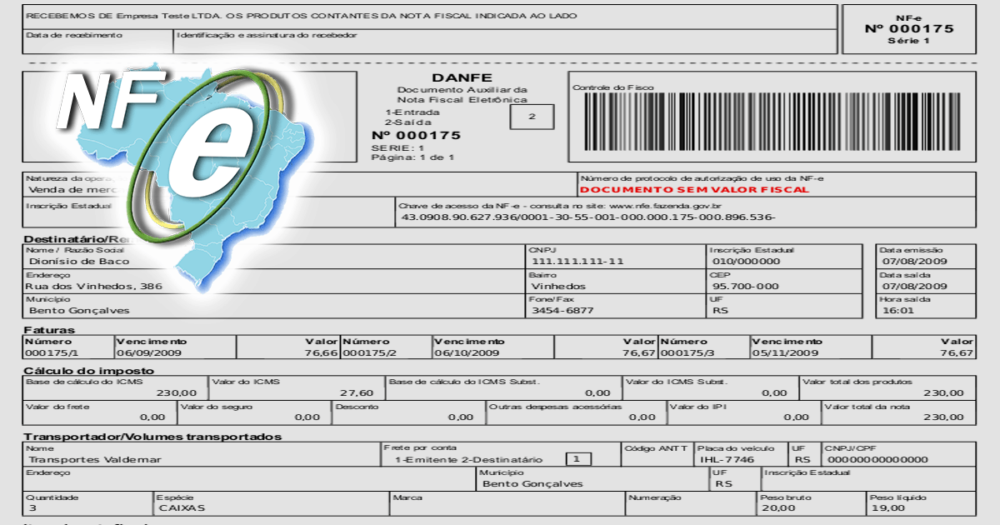 RECEBEMOS DE Empresa Teste LTDA. OS PRODUTOS CONTANTES DA NOTA FISCAL INDICADA AO LADO
NF-e
Nº 000175
Série 1
Data de recebimento
Identificação e assinatura do recebedor
NF e
DANFE
Documento Auxiliar da
Nota Fiscal Eletrônica
1-Entrada
2-Saída
2
Nº 000175
SERIE: 1
Página: 1 de 1
Controle do Fisco
Natureza da
Venda de
Número de protocolo de autorização de uso da NF-e
DOCUMENTO SEM VALOR FISCAL
Inscrição Estadual
Chave de acesso da NF-e - consulta no site: www.nfe.fazenda.gov.br
43.0908.90.627.936/0001-30-55-001-000.000.175-000.896.536-
Nome / Razão Social CNPJ Inscrição Estadual Data emissão
Dionísio de Baco 111.111.111-11 010/000000 07/08/2009
Endereço Bairro CEP Data saída
Rua dos Vinhedos, 386 Vinhedos 95.700-000 07/08/2009
Município Fone/Fax UF Hora saída
Bento Gonçalves 3454-6877 RS 16:01
Faturas
Número Vencimento Valor Número Vencimento Valor Número Vencimento Valor
000175/1 06/09/2009 76,66 000175/2 06/10/2009 76,67 000175/3 05/11/2009 76,67
Cálculo do imposto
Base de cálculo do ICMS Valor do ICMS Base de cálculo do ICMS Subst. Valor do ICMS Subst. Valor total dos produtos
230,00 27,60 0,00 0,00 230,00
Valor do frete Valor do seguro Desconto Outras despesas acessórias Valor do IPI Valor total da nota
0,00 0,00 0,00 0,00 0,00 230,00
Transportador/Volumes transportados
Nome Frete por conta Código ANTT Placa do veículo UF CNPJ/CPF
Transportes Valdemar 1-Emitente 2-Destinatário 1 IHL-7746 RS 00000000000000
Endereço Município UF Inscrição Estadual
Bento Gonçalves RS
Quantidade Espécie Marca Numeração Peso bruto Peso líquido
3 CAIXAS 20,00 19,00